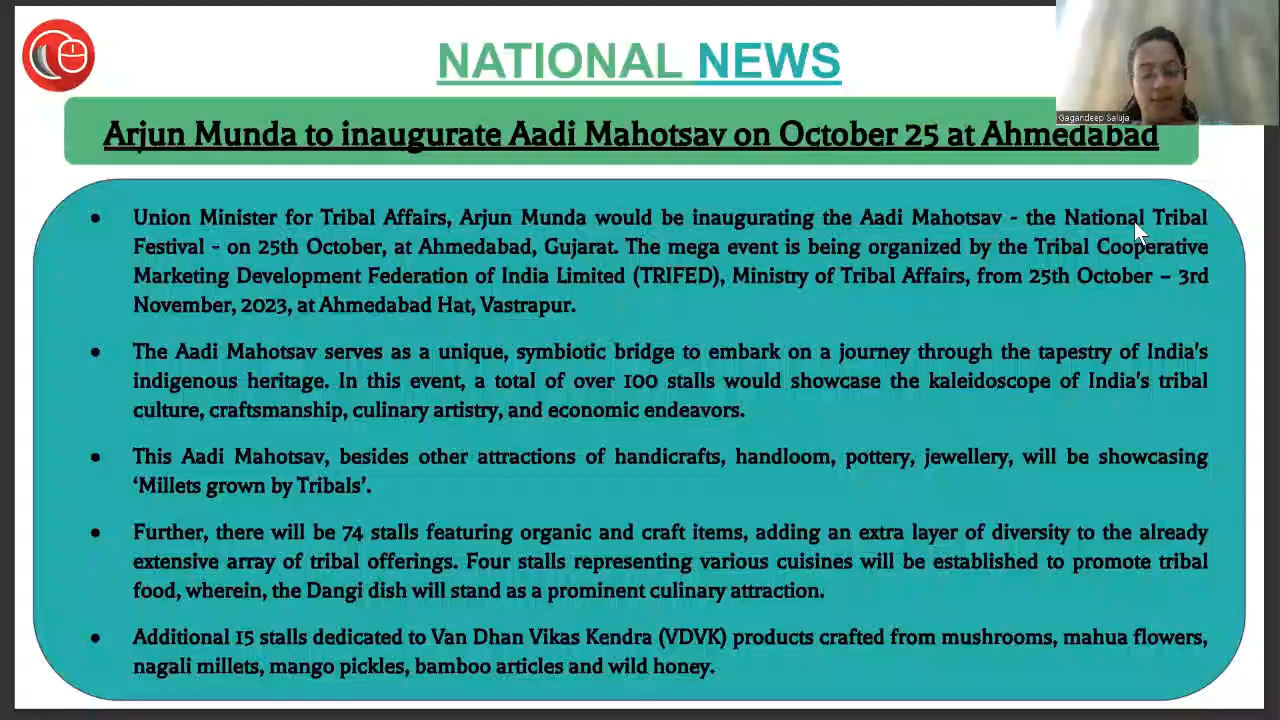 NATIONAL NEWS
Gagandeep Saluja
Arjun Munda to inaugurate Aadi Mahotsav on October 25 at Ahmedabad
• Union Minister for Tribal Affairs, Arjun Munda would be inaugurating the Aadi Mahotsav - the National Tribal
Festival - on 25th October, at Ahmedabad, Gujarat. The mega event is being organized by the Tribal Cooperative
Marketing Development Federation of India Limited (TRIFED), Ministry of Tribal Affairs, from 25th October – 3rd
November, 2023, at Ahmedabad Hat, Vastrapur.
• The Aadi Mahotsav serves as a unique, symbiotic bridge to embark on a journey through the tapestry of India's
indigenous heritage. In this event, a total of over 100 stalls would showcase the kaleidoscope of India's tribal
culture, craftsmanship, culinary artistry, and economic endeavors.
• This Aadi Mahotsav, besides other attractions of handicrafts, handloom, pottery, jewellery, will be showcasing
‘Millets grown by Tribals’.
• Further, there will be 74 stalls featuring organic and craft items, adding an extra layer of diversity to the already
extensive array of tribal offerings. Four stalls representing various cuisines will be established to promote tribal
food, wherein, the Dangi dish will stand as a prominent culinary attraction.
• Additional 15 stalls dedicated to Van Dhan Vikas Kendra (VDVK) products crafted from mushrooms, mahua flowers,
nagali millets, mango pickles, bamboo articles and wild honey.